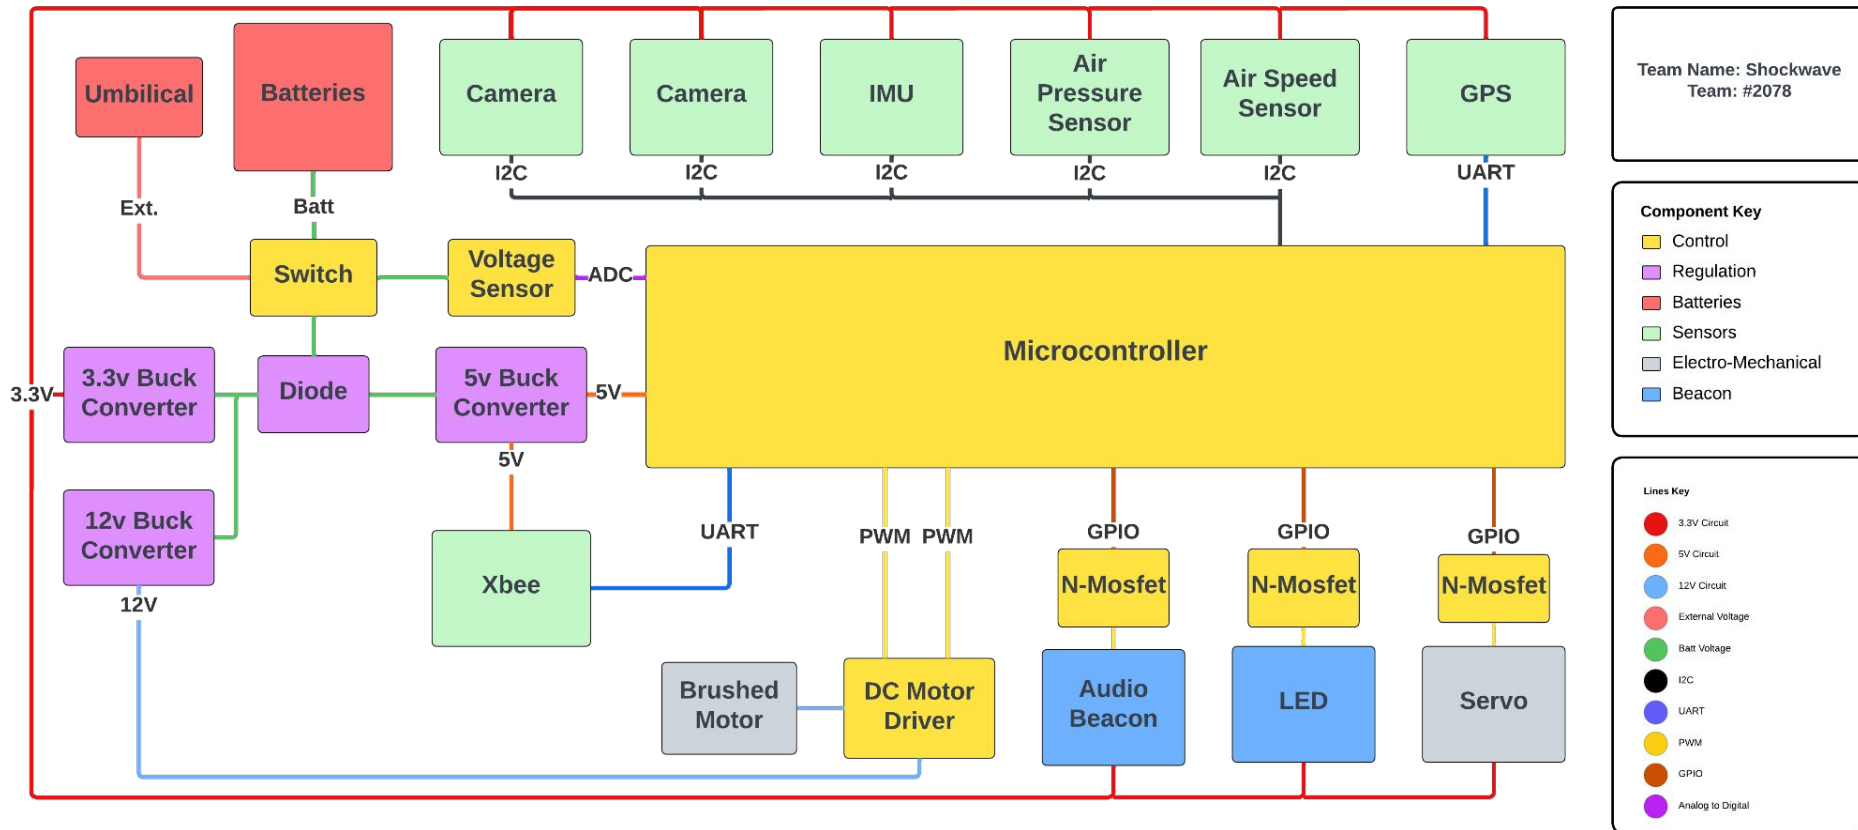 Umbilical
Batteries
Camera
Camera
IMU
Air
Pressure
Sensor
Air Speed
Sensor
GPS
Team Name: Shockwave
Team: #2078
I2C
I2C
I2C
I2C
I2C
UART
Ext.
Batt
Switch
Voltage
Sensor
ADC
Microcontroller
3.3V
3.3v Buck
Converter
Diode
5v Buck
Converter
5V
5V
12v Buck
Converter
12V
Xbee
UART
PWM
PWM
GPIO
GPIO
GPIO
N-Mosfet
N-Mosfet
N-Mosfet
Brushed
Motor
DC Motor
Driver
Audio
Beacon
LED
Servo
Component Key
Control
Regulation
Batteries
Sensors
Electro-Mechanical
Beacon
Lines Key
3.3V Circuit
5V Circuit
12V Circuit
External Voltage
Batt Voltage
I2C
UART
PWM
GPIO
Analog to Digital